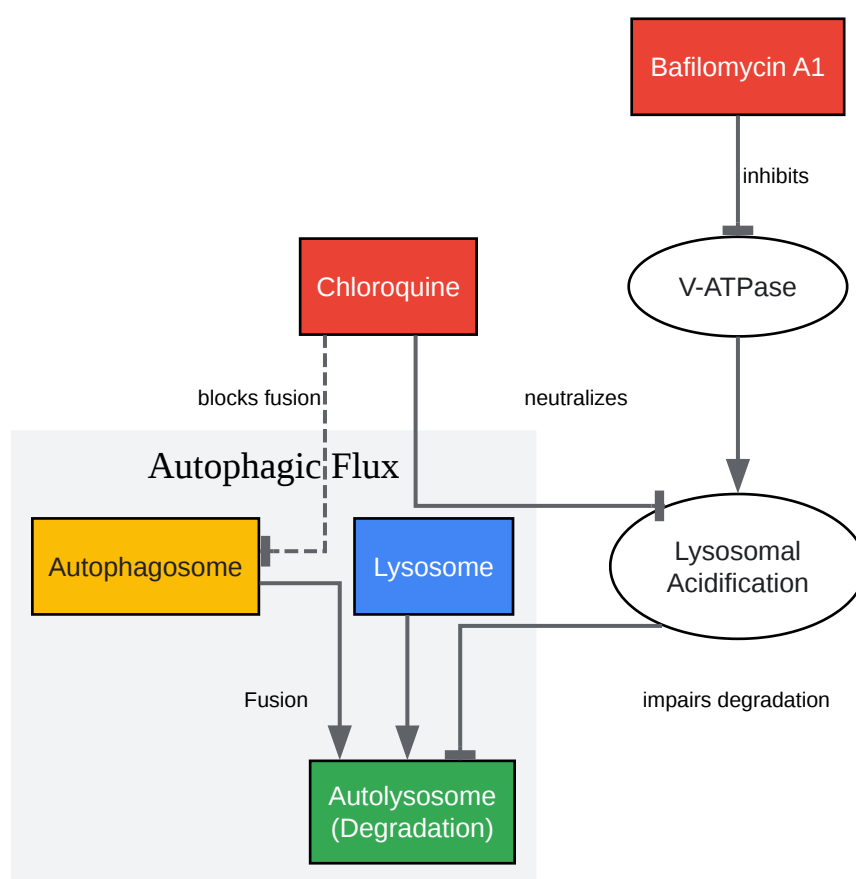 Bafilomycin A1
inhibits
Chloroquine
V-ATPase
blocks fusion
neutralizes
Autophagic Flux
Autophagosome
Lysosome
Lysosomal
Acidification
Fusion
impairs degradation
Autolysosome
(Degradation)